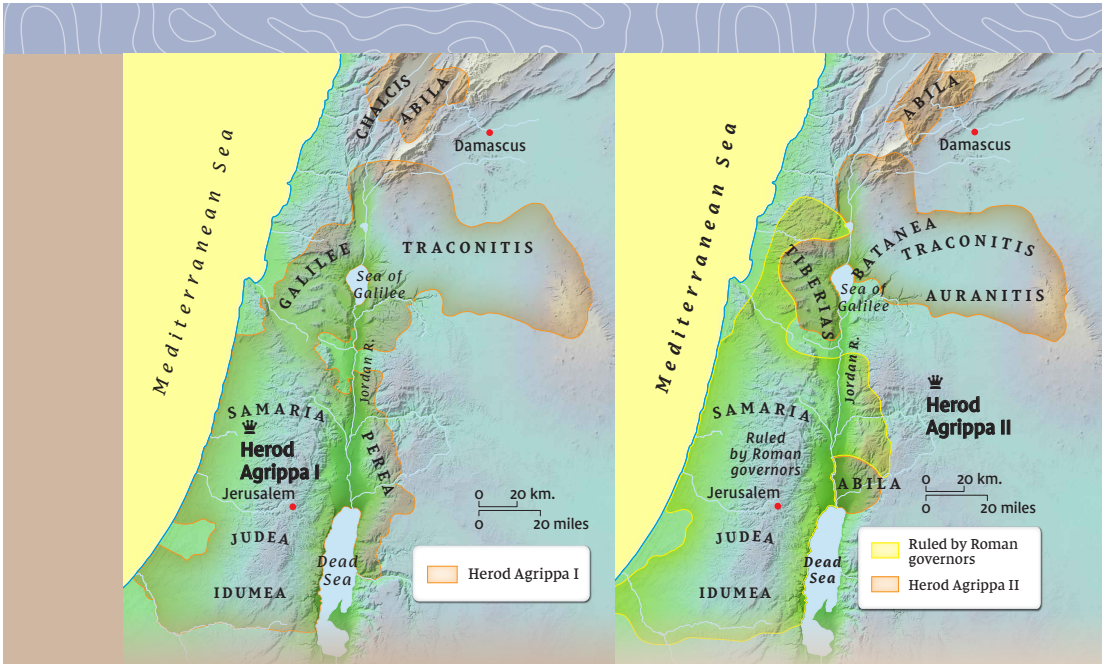 CHALCIS
ABILA
Damascus
Mediterranean Sea
TRACONITIS
GALILEE
Sea of
Galilee
Jordan R.
SAMARIA
Herod
Agrippa I
PEREA
Jerusalem
0 20 km.
0 20 miles
JUDEA
Dead
Sea
IDUMEA
Herod Agrippa I
ABILA
Damascus
Mediterranean Sea
BATANEA
TRACONITIS
TIBERIAS
Sea of
Galilee
AURANITIS
Jordan R.
Herod
Agrippa II
SAMARIA
Ruled
by Roman
governors
ABILA
0 20 km.
0 20 miles
Jerusalem
JUDEA
Dead
Sea
IDUMEA
Ruled by Roman
governors
Herod Agrippa II